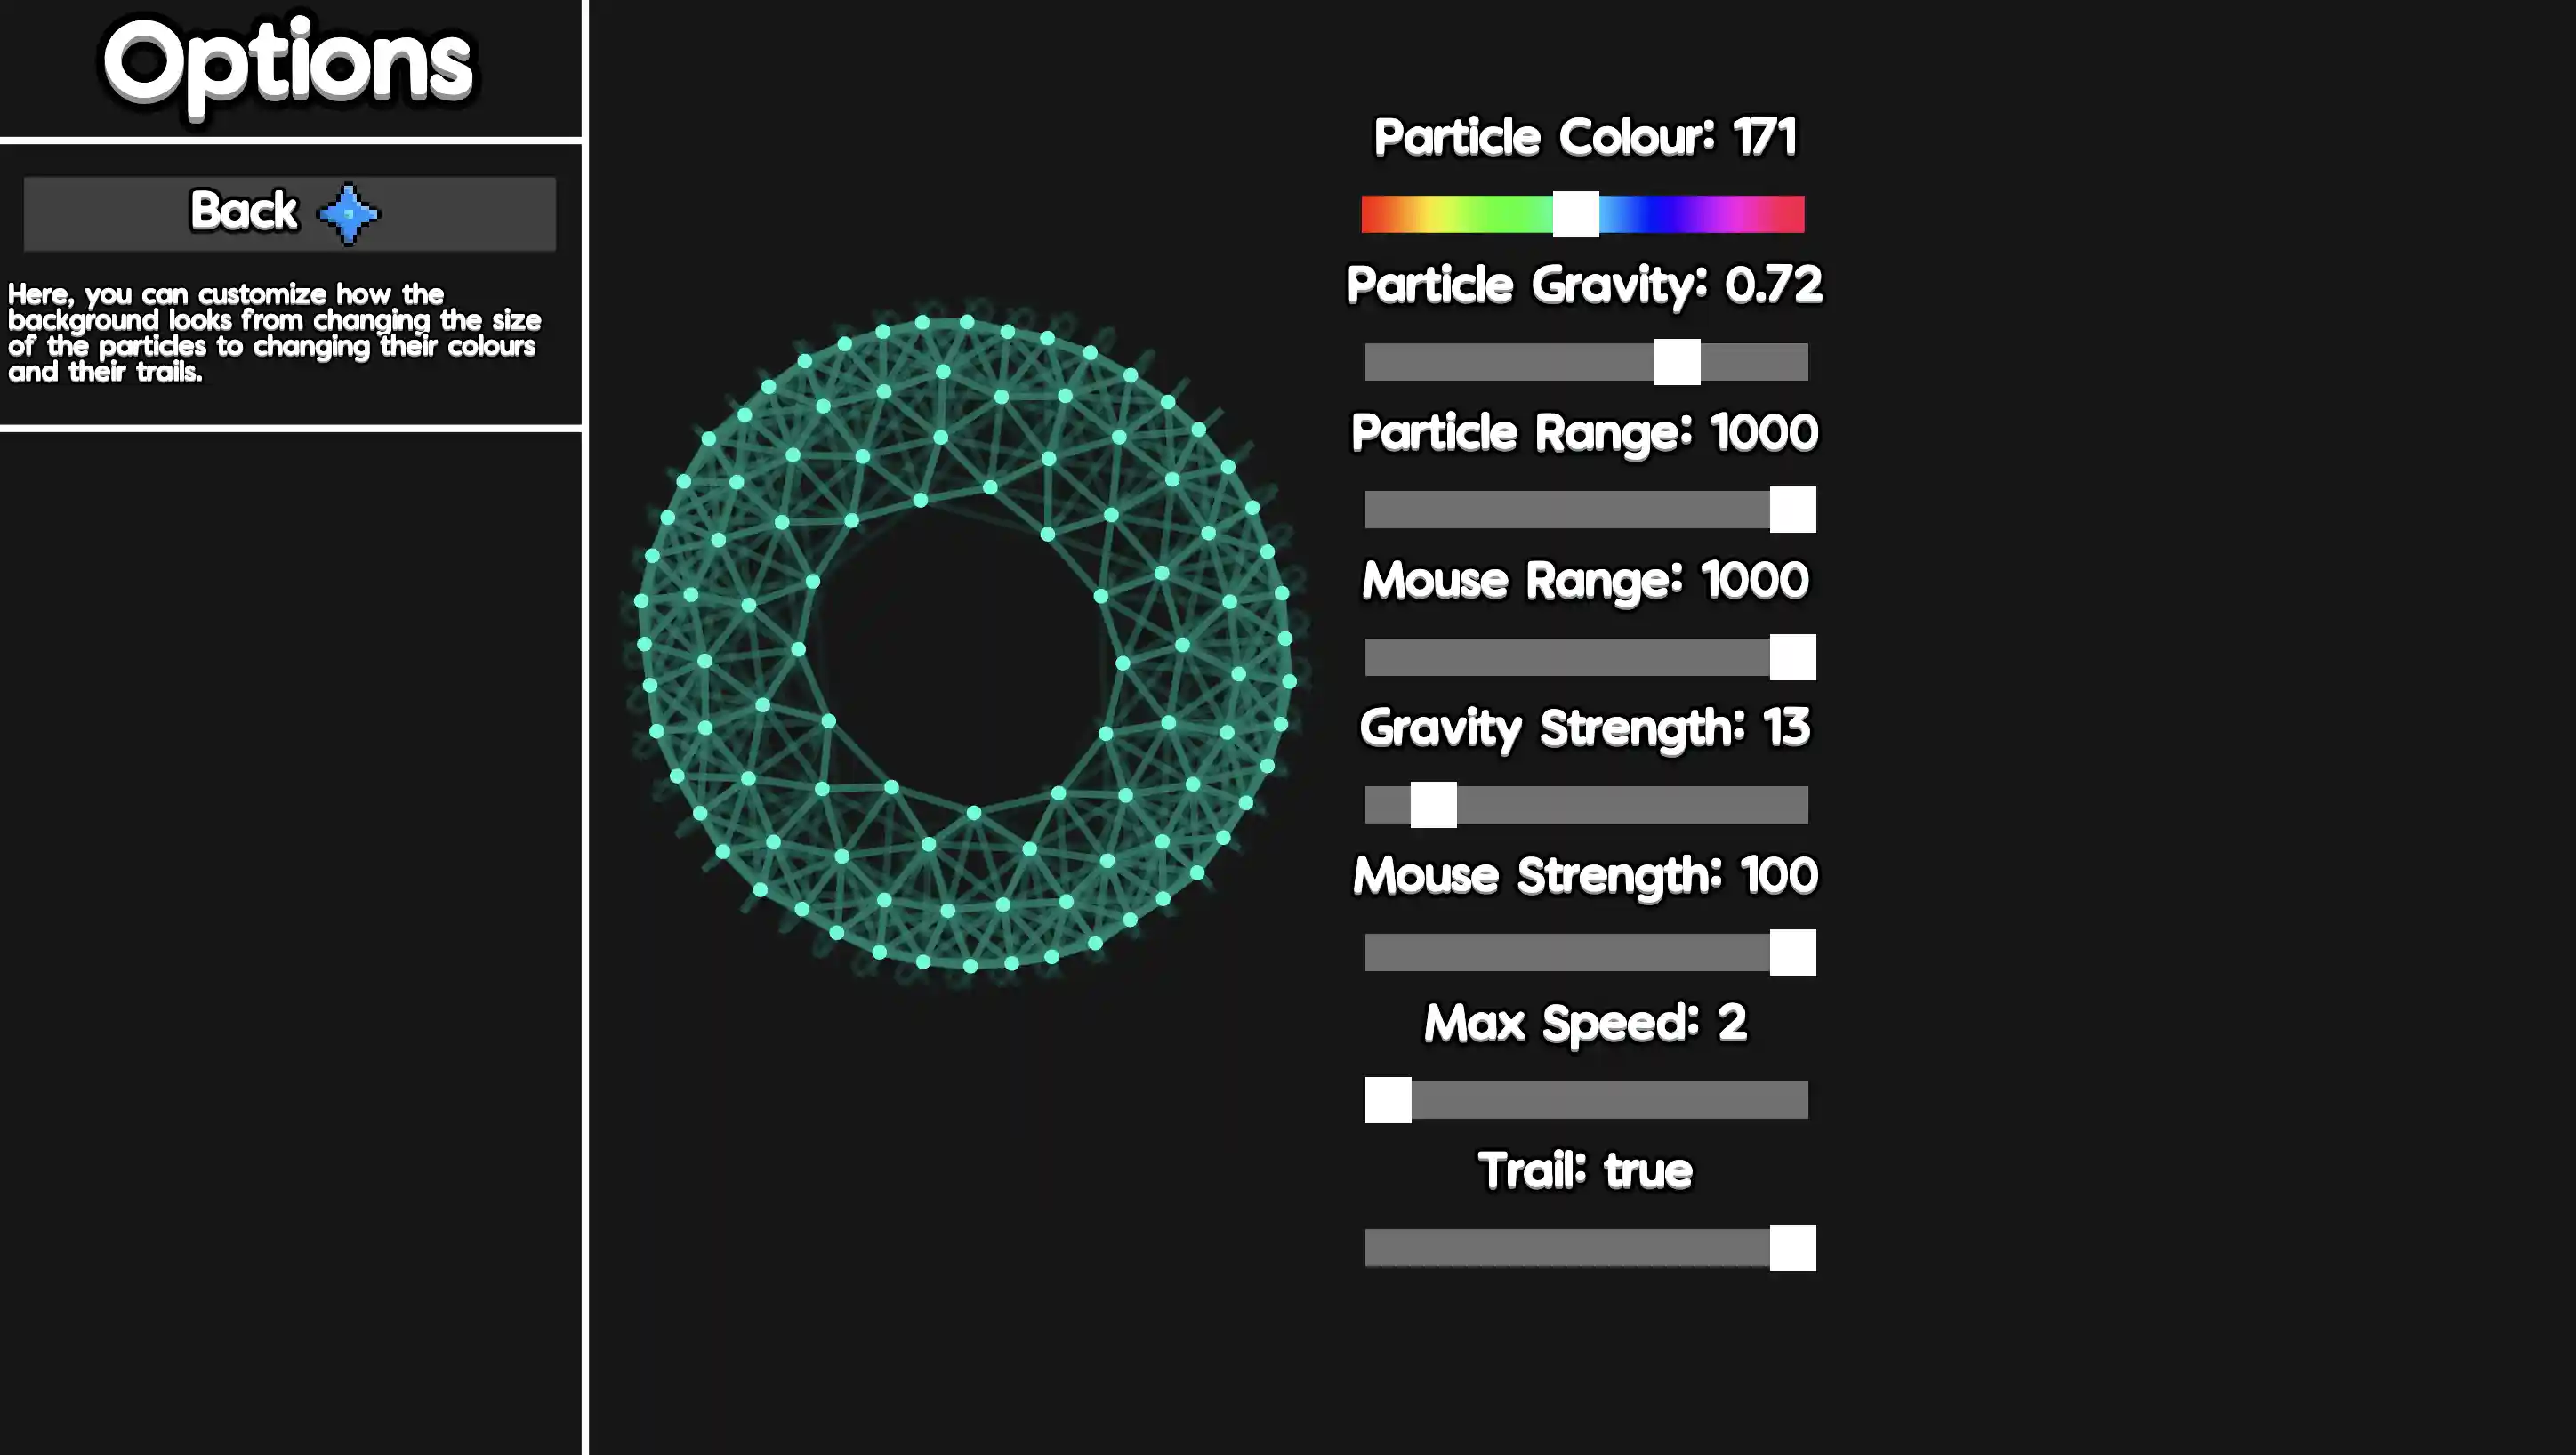 Options
Back
Here, you can customize how the
background looks from changing the size
of the particles to changing their colours
and their trails.
Particle Colour: 171
Particle Gravity: 0.72
Particle Range: 1000
Mouse Range: 1000
Gravity Strength: 13
Mouse Strength: 100
Max Speed: 2
Trail: true